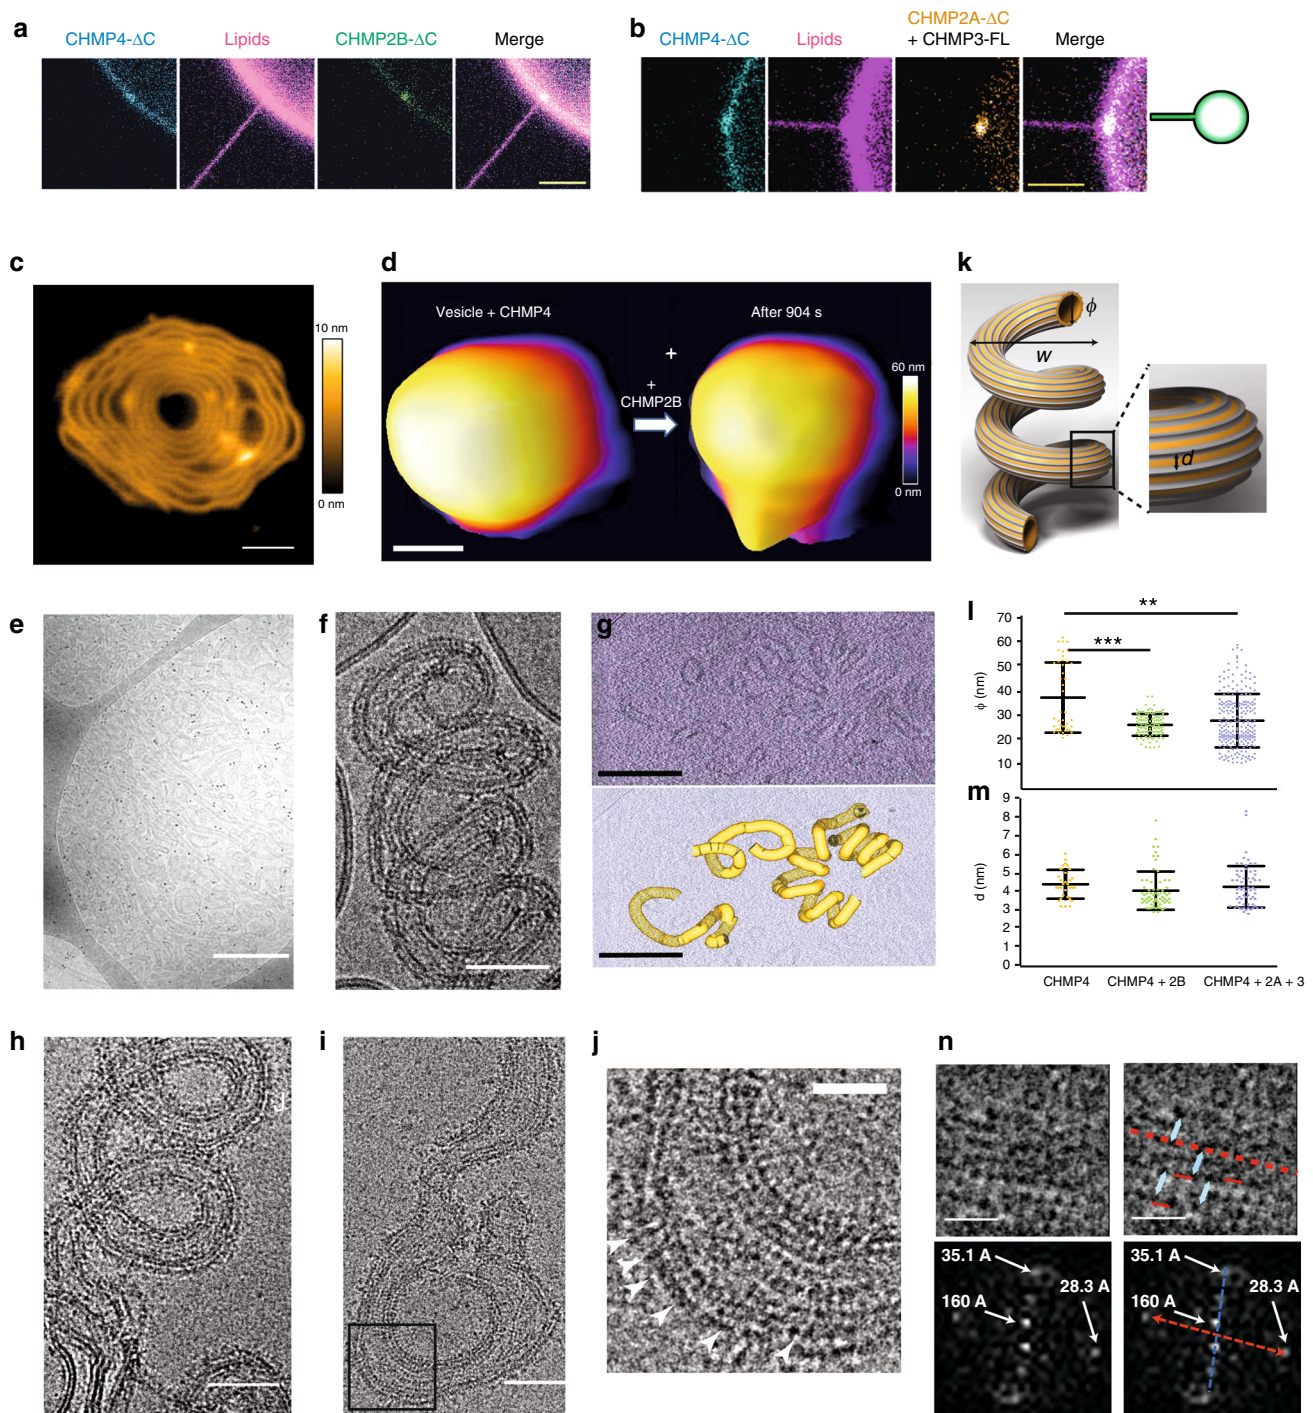 a
CHMP4-ΔC
Lipids
CHMP2B-ΔC
Merge
b
CHMP4-ΔC
Lipids
CHMP2A-ΔC
+ CHMP3-FL
Merge
c
10 nm
0 nm
d
Vesicle + CHMP4
After 904 s
+
+
CHMP2B
60 nm
0 nm
k
ϕ
W
d
e
f
g
l
**
***
70
60
50
40
30
20
10
ϕ (nm)
m
9
8
7
6
5
4
3
2
1
0
d (nm)
CHMP4
CHMP4 + 2B
CHMP4 + 2A + 3
h
J
i
j
n
35.1 A
28.3 A
160 A
35.1 A
28.3 A
160 A